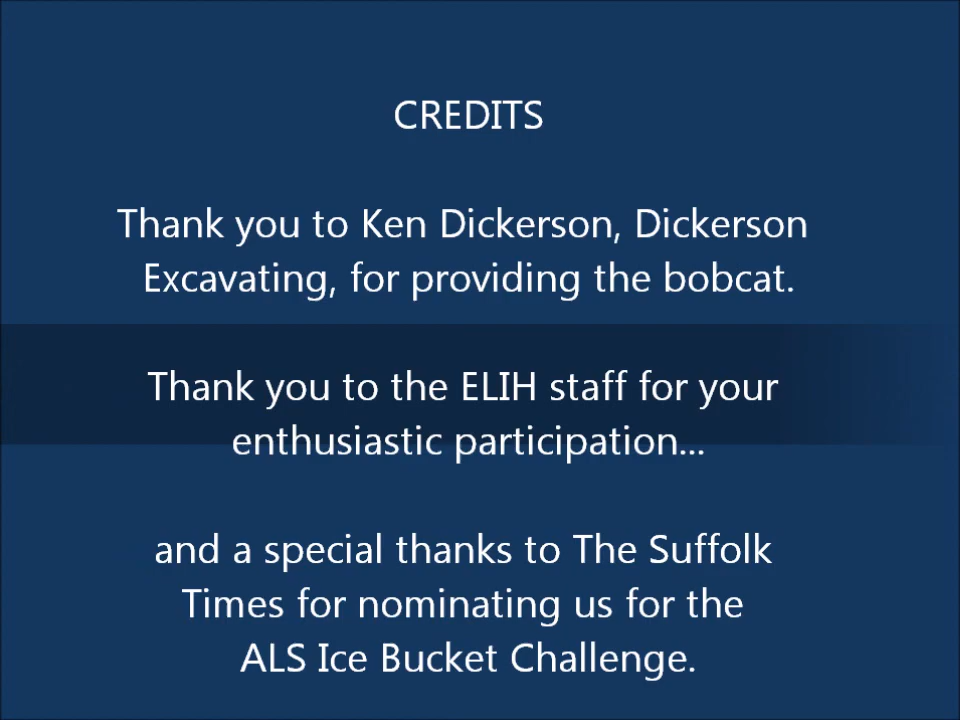 CREDITS
Thank you to Ken Dickerson, Dickerson
Excavating, for providing the bobcat.
Thank you to the ELIH staff for your
enthusiastic participation...
and a special thanks to The Suffolk
Times for nominating us for the
ALS Ice Bucket Challenge.